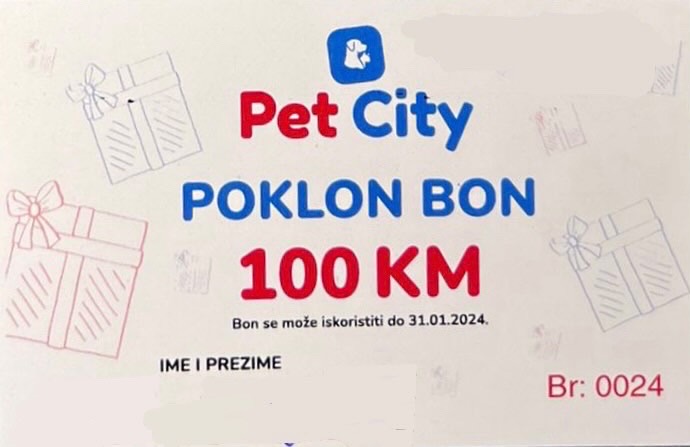 Pet City
POKLON BON
100 KM
Bon se može iskoristiti do 31.01.2024.
IME I PREZIME
Br: 0024